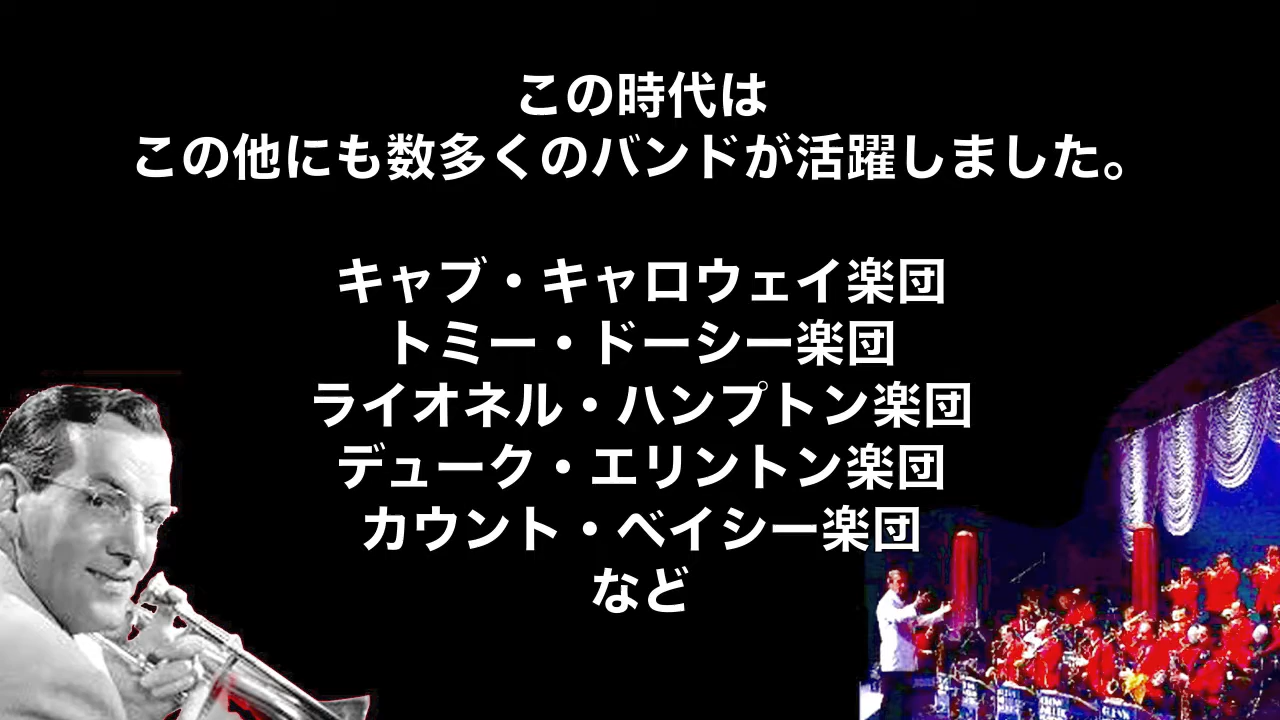 この時代は
この他にも数多くのバンドが活躍しました。
キャブ・キャロウェイ楽団
トミー・ドーシー楽団
ライオネル・ハンプトン楽団
デューク・エリントン楽団
カウント・ベイシー楽団
など